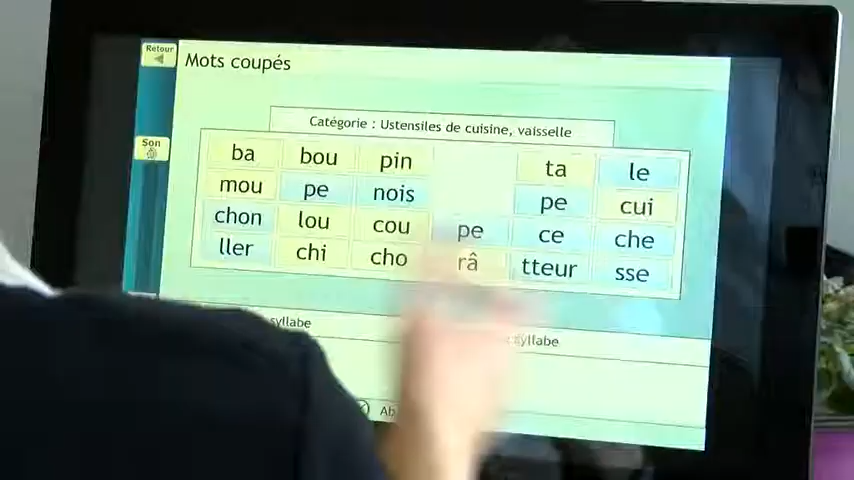 Retour
Mots coupés
Catégorie : Ustensiles de cuisine, vaisselle
Son
ba bou pin ta le
mou pe nois pe cui
chon lou cou pe ce che
ller chi cho râ tteur sse
syllabe syllabe